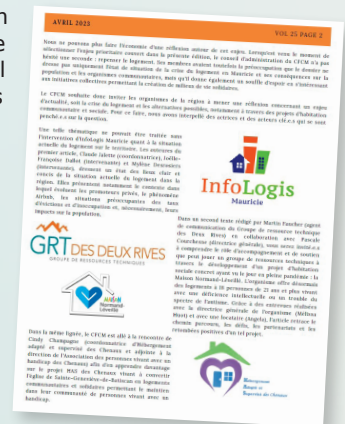 AVRIL 2025
VOL 25 PAGE 2
Nous ne pouvons plus faire l'économie d'une réflexion autour de cet enjeu. Lorsqu'est venu le moment de
sélectionner l'enjeu prioritaire couvert dans la présente édition, le conseil d'administration du CFCM n'a pas
hésité une seconde : repenser le logement. Ses membres avaient toutefois la préoccupation que le dossier ne
dresse pas uniquement l'état de situation de la crise du logement en Mauricie et ses conséquences sur la
population et les organismes communautaires, mais qu'il donne également un souffle d'espoir en s'intéressant
aux initiatives collectives permettant la création de milieux de vie solidaires.
Le CFCM souhaite donc inviter les organismes de la région à mener une réflexion concernant un enjeu
d'actualité, soit la crise du logement et les alternatives possibles, notamment à travers des projets d'habitation
communautaire et sociale. Pour ce faire, nous avons interpellé des actrices et des acteurs clé.e.s qui se sont
penché.e.s sur la question.
Une telle thématique ne pouvait être traitée sans
l'intervention d'InfoLogis Mauricie quant à la situation
actuelle du logement sur le territoire. Les auteures du
premier article, Claude Jalette (coordonnatrice), Joëlle-
Françoise Dallot (intervenante) et Mylène Desrosiers
(intervenante), dressent un état des lieux clair et
concis de la situation actuelle du logement dans la
région. Elles présentent notamment le contexte dans
lequel évoluent les promoteurs privés, le phénomène
Airbnb, les situations préoccupantes des taux
d'évictions et d'inoccupation et, nécessairement, leurs
impacts sur la population.
InfoLogis
Mauricie
GRT DES DEUX RIVES
GROUPE DE RESSOURCES TECHNIQUES
MAISON
Normand-
Léveillé
Dans un second texte rédigé par Martin Fancher (agent
de communication du Groupe de ressource technique
des Deux Rives) en collaboration avec Pascale
Courchesne (directrice générale), vous serez invité.e.s
à comprendre le rôle d'accompagnement et de soutien
que peut jouer un groupe de ressources techniques à
travers le développement d'un projet d'habitation
sociale concret ayant vu le jour en pleine pandémie : la
Maison Normand-Léveillé. L'organisme offre désormais
des logements à 16 personnes de 21 ans et plus vivant
avec une déficience intellectuelle ou un trouble du
spectre de l'autisme. Grâce à des entrevues réalisées
avec la directrice générale de l'organisme (Mélissa
Mary) et avec une locataire (Angela), l'article retrace le
chemin parcouru, les défis, les partenariats et les
retombées positives d'un tel projet.
Dans la même lignée, le CFCM est allé à la rencontre de
Cindy Champagne (coordonnatrice d'Hébergement
adapté et supervisé des Chenaux et adjointe à la
direction de l'Association des personnes vivant avec un
handicap des Chenaux) afin d'en apprendre davantage
sur le projet HAS des Chenaux visant à convertir
l'église de Sainte-Geneviève-de-Batiscan en logements
communautaires et solidaires permettant le maintien
dans leur communauté de personnes vivant avec un
handicap.
Hébergement
Adapté et
Supervisé des Chenaux